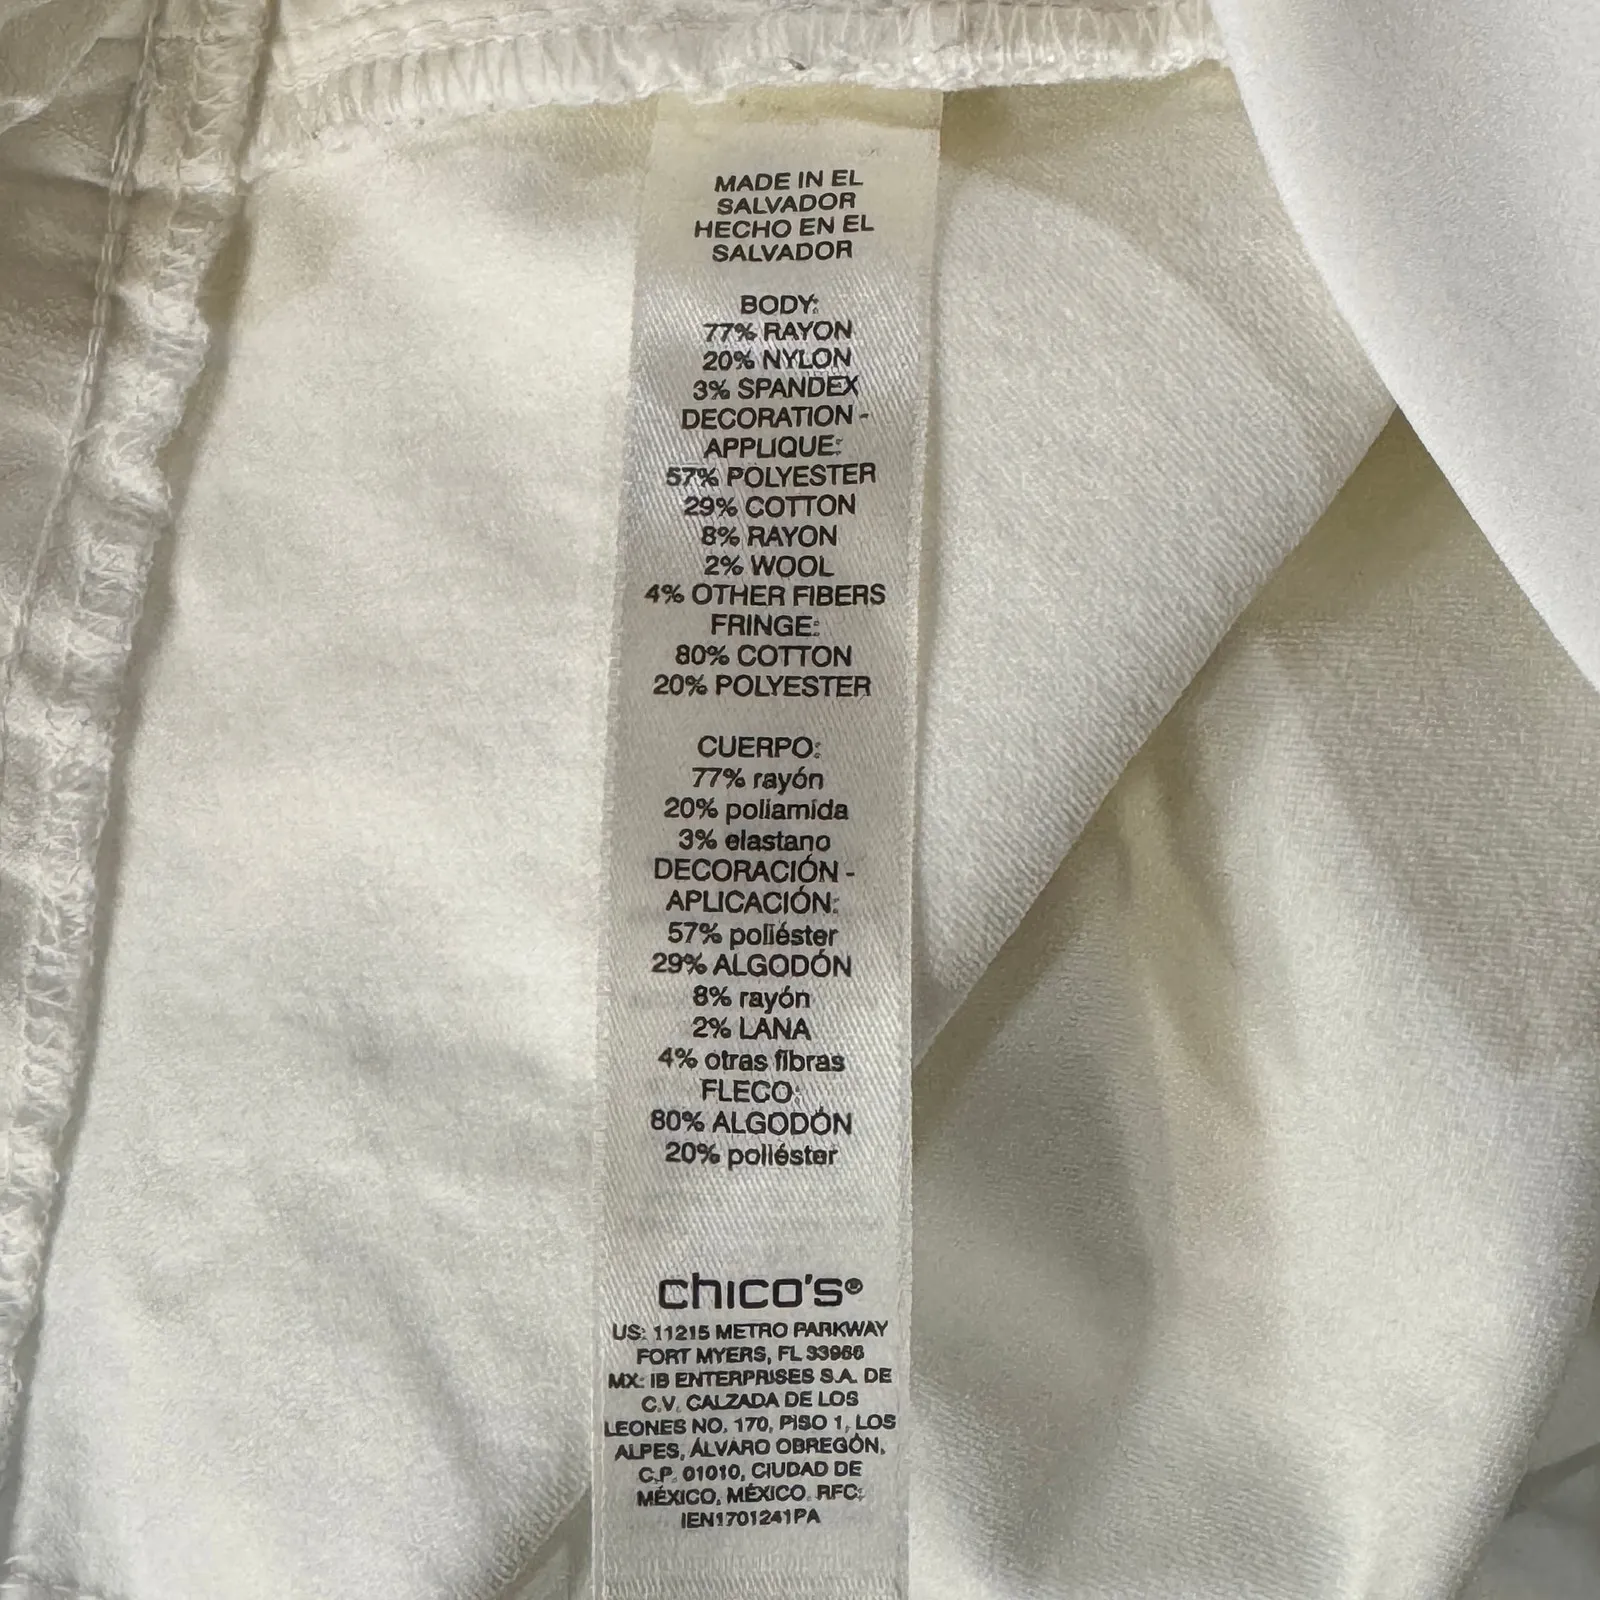 MADE IN EL
SALVADOR
HECHO EN EL
SALVADOR
BODY:
77% RAYON
20% NYLON
3% SPANDEX
DECORATION -
APPLIQUE:
57% POLYESTER
29% COTTON
8% RAYON
2% WOOL
4% OTHER FIBERS
FRINGE:
80% COTTON
20% POLYESTER
CUERPO:
77% rayón
20% poliamida
3% elastano
DECORACIÓN -
APLICACIÓN:
57% poliéster
29% ALGODÓN
8% rayón
2% LANA
4% otras fibras
FLECO:
80% ALGODÓN
20% poliéster
chico's®
US: 11215 METRO PARKWAY
FORT MYERS, FL 33966
MX: IB ENTERPRISES S.A. DE
C.V. CALZADA DE LOS
LEONES NO. 170, PISO 1, LOS
ALPES, ÁLVARO OBREGÓN,
C.P. 01010, CIUDAD DE
MÉXICO, MÉXICO. RFC:
IEN1701241PA